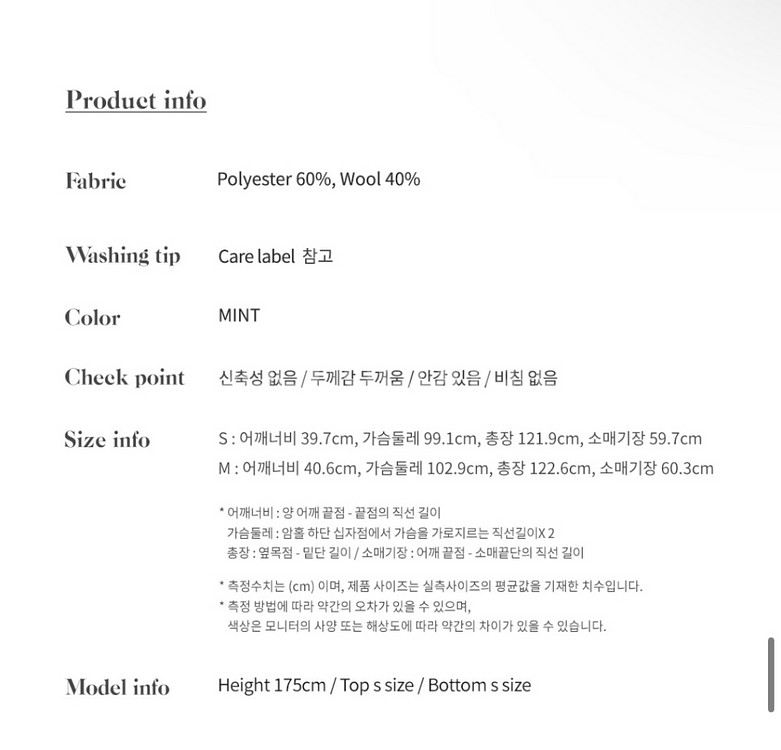 Product info
Fabric Polyester 60%, Wool 40%
Washing tip Care label 참고
Color MINT
Check point 신축성 없음 / 두께감 두꺼움 / 안감 있음 / 비침 없음
Size info S : 어깨너비 39.7cm, 가슴둘레 99.1cm, 총장 121.9cm, 소매기장 59.7cm
M : 어깨너비 40.6cm, 가슴둘레 102.9cm, 총장 122.6cm, 소매기장 60.3cm
* 어깨너비 : 양 어깨 끝점 - 끝점의 직선 길이
가슴둘레 : 암홀 하단 십자점에서 가슴을 가로지르는 직선길이X 2
총장 : 옆목점 - 밑단 길이 / 소매기장 : 어깨 끝점 - 소매끝단의 직선 길이
* 측정수치는 (cm) 이며, 제품 사이즈는 실측사이즈의 평균값을 기재한 치수입니다.
* 측정 방법에 따라 약간의 오차가 있을 수 있으며,
색상은 모니터의 사양 또는 해상도에 따라 약간의 차이가 있을 수 있습니다.
Model info Height 175cm / Top s size / Bottom s size